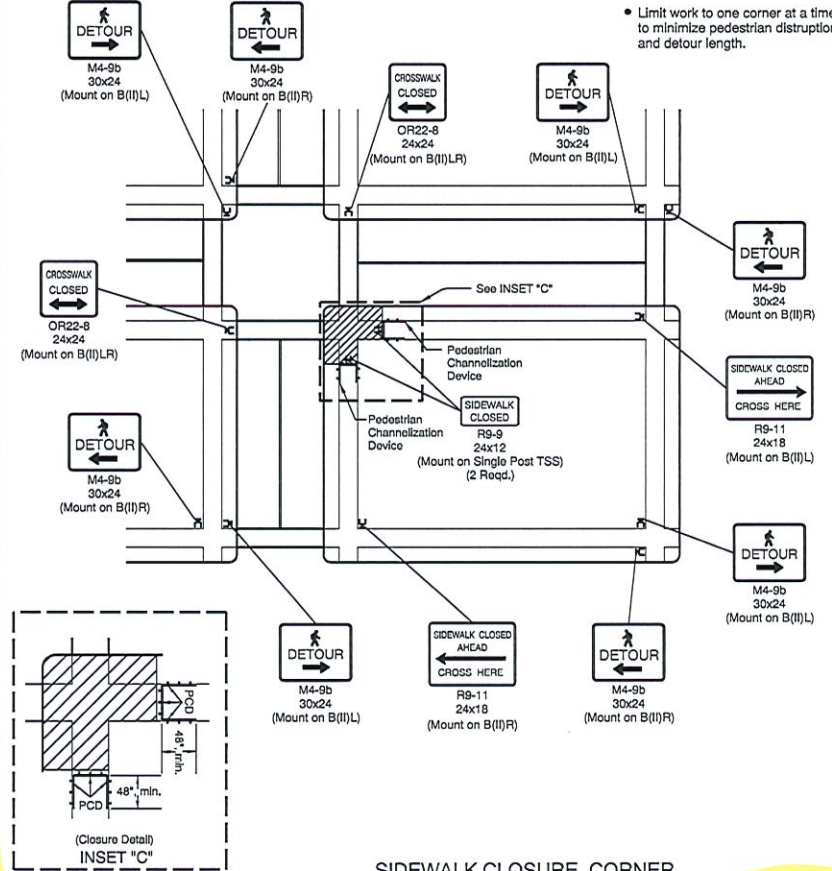 • Limit work to one corner at a time
to minimize pedestrian distruption
and detour length.
DETOUR
M4-9b
30x24
(Mount on B(II)L)
DETOUR
M4-9b
30x24
(Mount on B(II)R)
CROSSWALK
CLOSED
OR22-8
24x24
(Mount on B(II)LR)
DETOUR
M4-9b
30x24
(Mount on B(II)L)
DETOUR
M4-9b
30x24
(Mount on B(II)R)
CROSSWALK
CLOSED
OR22-8
24x24
(Mount on B(II)LR)
See INSET "C"
Pedestrian
Channelization
Device
Pedestrian
Channelization
Device
SIDEWALK
CLOSED
R9-9
24x12
(Mount on Single Post TSS)
(2 Reqd.)
SIDEWALK CLOSED
AHEAD
CROSS HERE
R9-11
24x18
(Mount on B(II)L)
DETOUR
M4-9b
30x24
(Mount on B(II)R)
DETOUR
M4-9b
30x24
(Mount on B(II)L)
DETOUR
M4-9b
30x24
(Mount on B(II)L)
SIDEWALK CLOSED
AHEAD
CROSS HERE
R9-11
24x18
(Mount on B(II)R)
DETOUR
M4-9b
30x24
(Mount on B(II)R)
PCD
48", min.
48", min.
PCD
(Closure Detail)
INSET "C"
SIDEWALK CLOSURE, CORNER